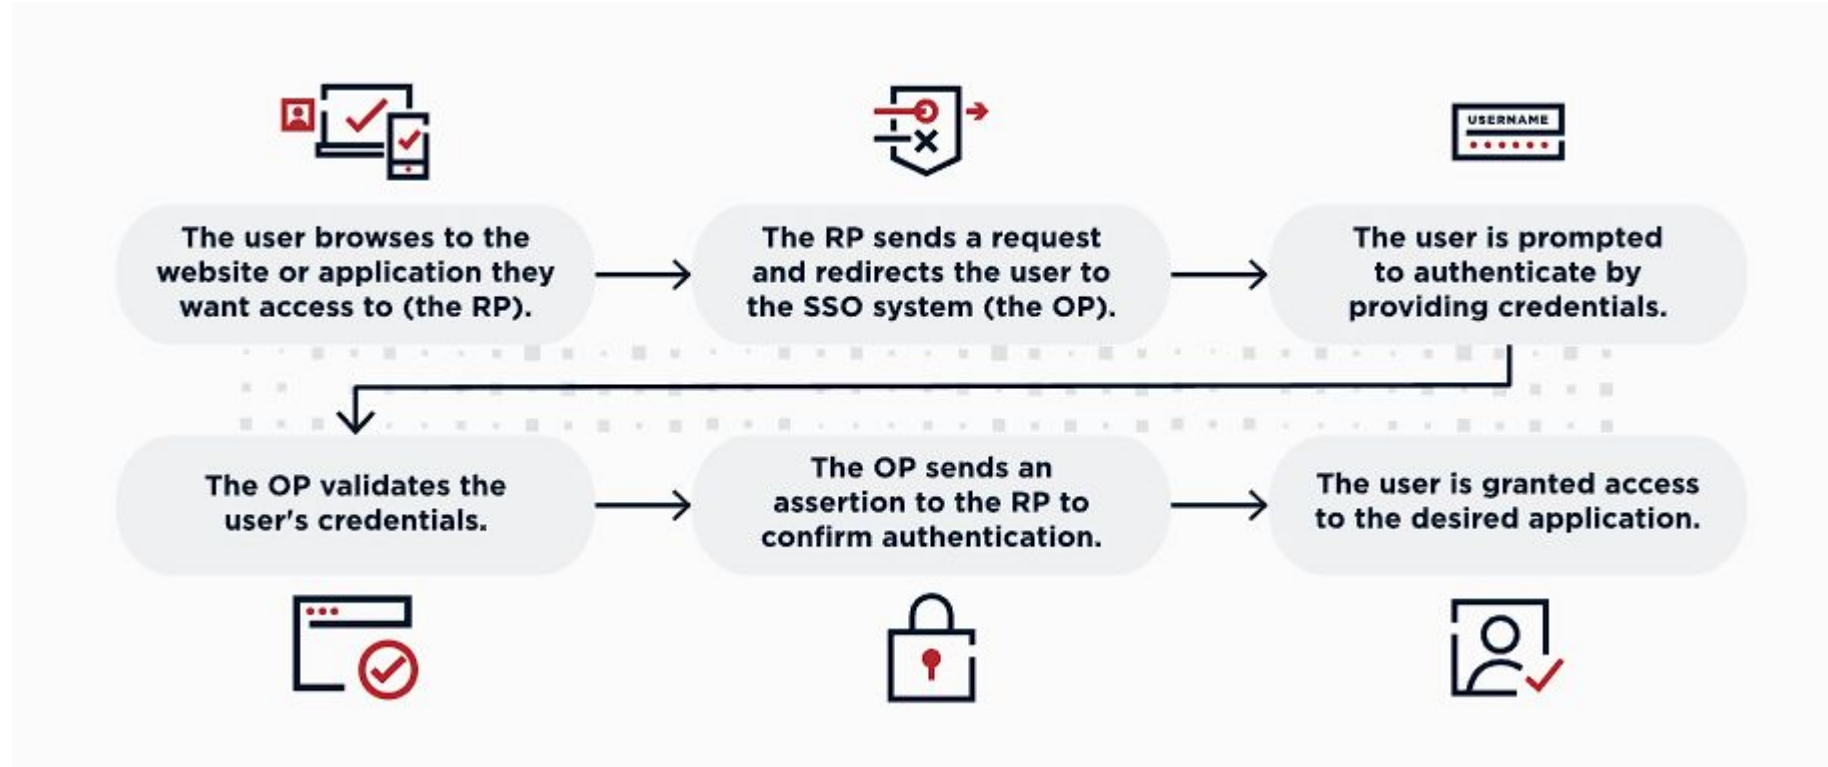 USERNAME
The user browses to the
website or application they
want access to (the RP).
The RP sends a request
and redirects the user to
the SSO system (the OP).
The user is prompted
to authenticate by
providing credentials.
The OP validates the
user's credentials.
The OP sends an
assertion to the RP to
confirm authentication.
The user is granted access
to the desired application.